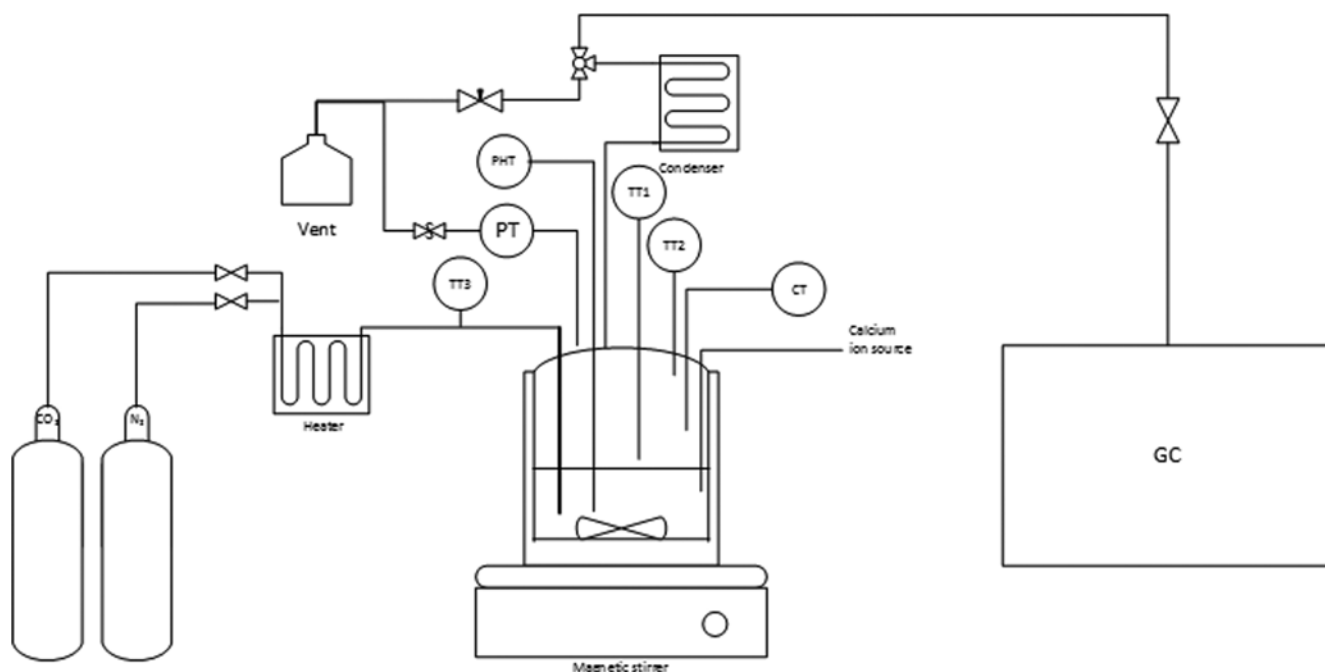 PHT
Condenser
TT1
Vent
PT
TT2
TT3
CT
Calcium
ion source
CO₂
N₂
Heater
GC
Magnetic stirrer